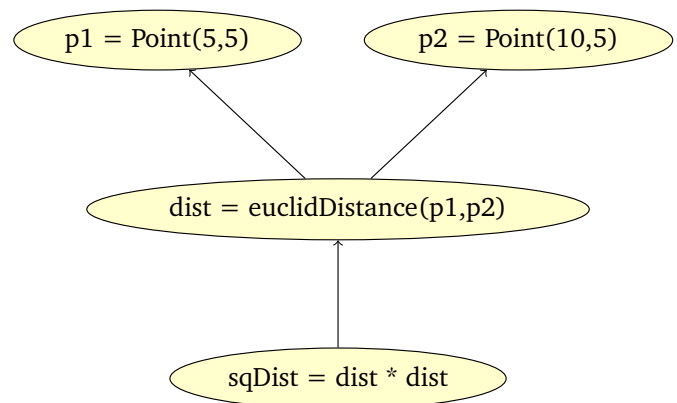 p1 = Point(5,5)
p2 = Point(10,5)
dist = euclidDistance(p1,p2)
sqDist = dist * dist